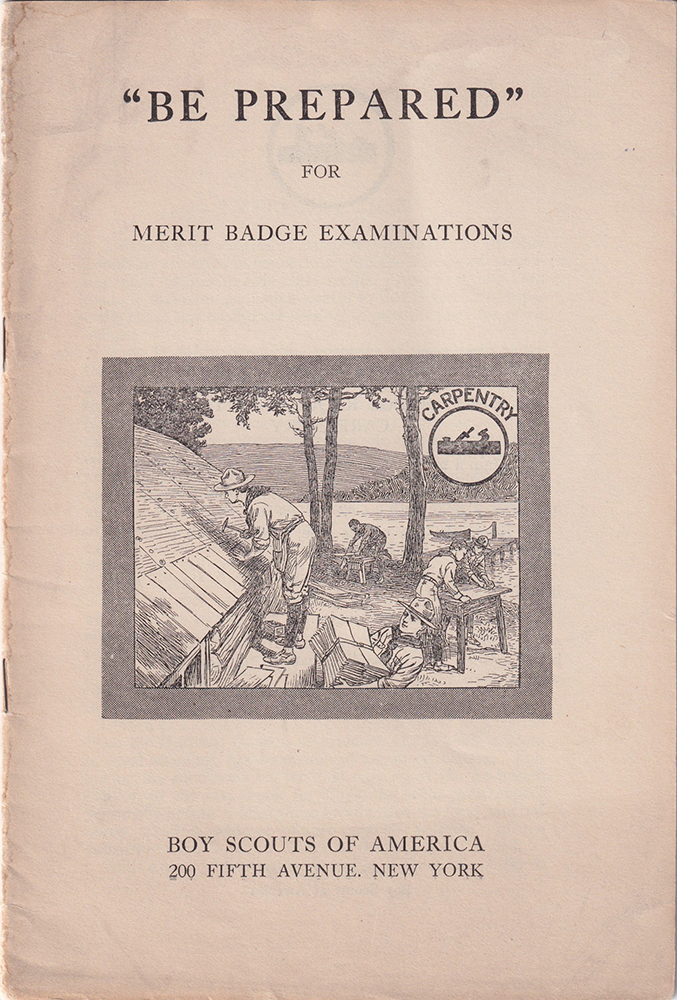 “BE PREPARED”
FOR
MERIT BADGE EXAMINATIONS
CARPENTRY
BOY SCOUTS OF AMERICA
200 FIFTH AVENUE. NEW YORK